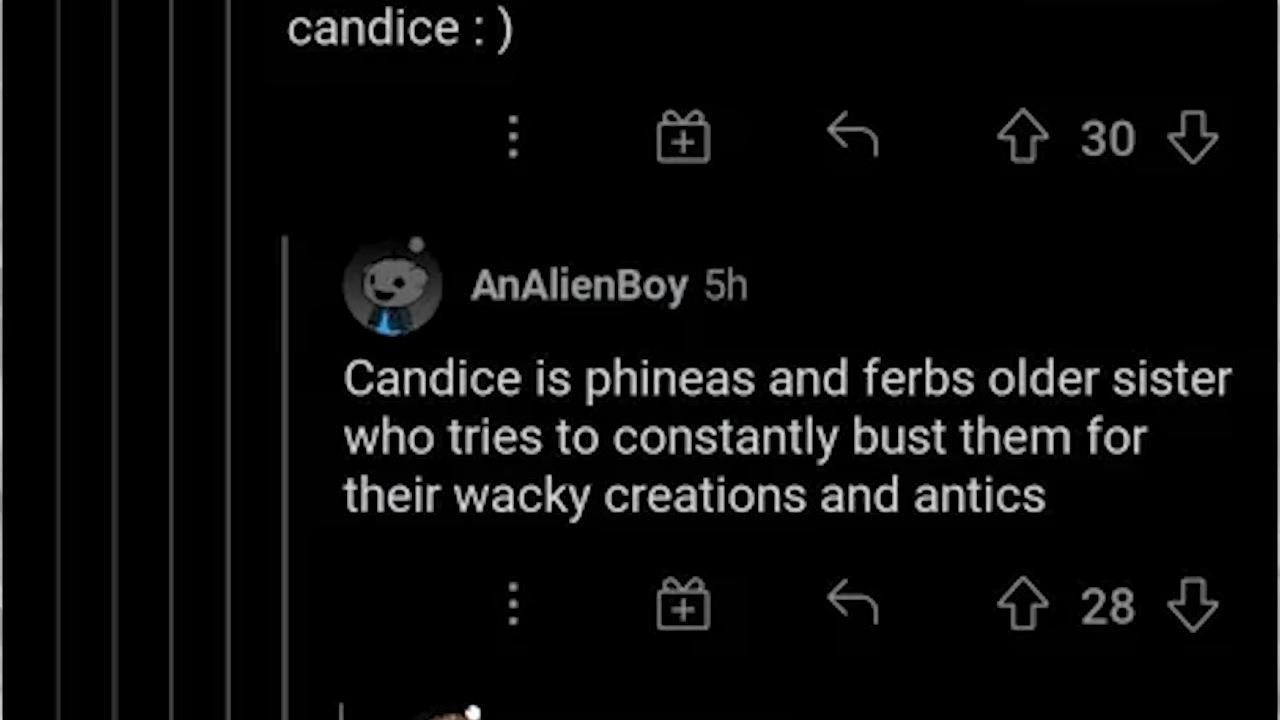 candice : )
30
AnAlienBoy 5h
Candice is phineas and ferbs older sister
who tries to constantly bust them for
their wacky creations and antics
28